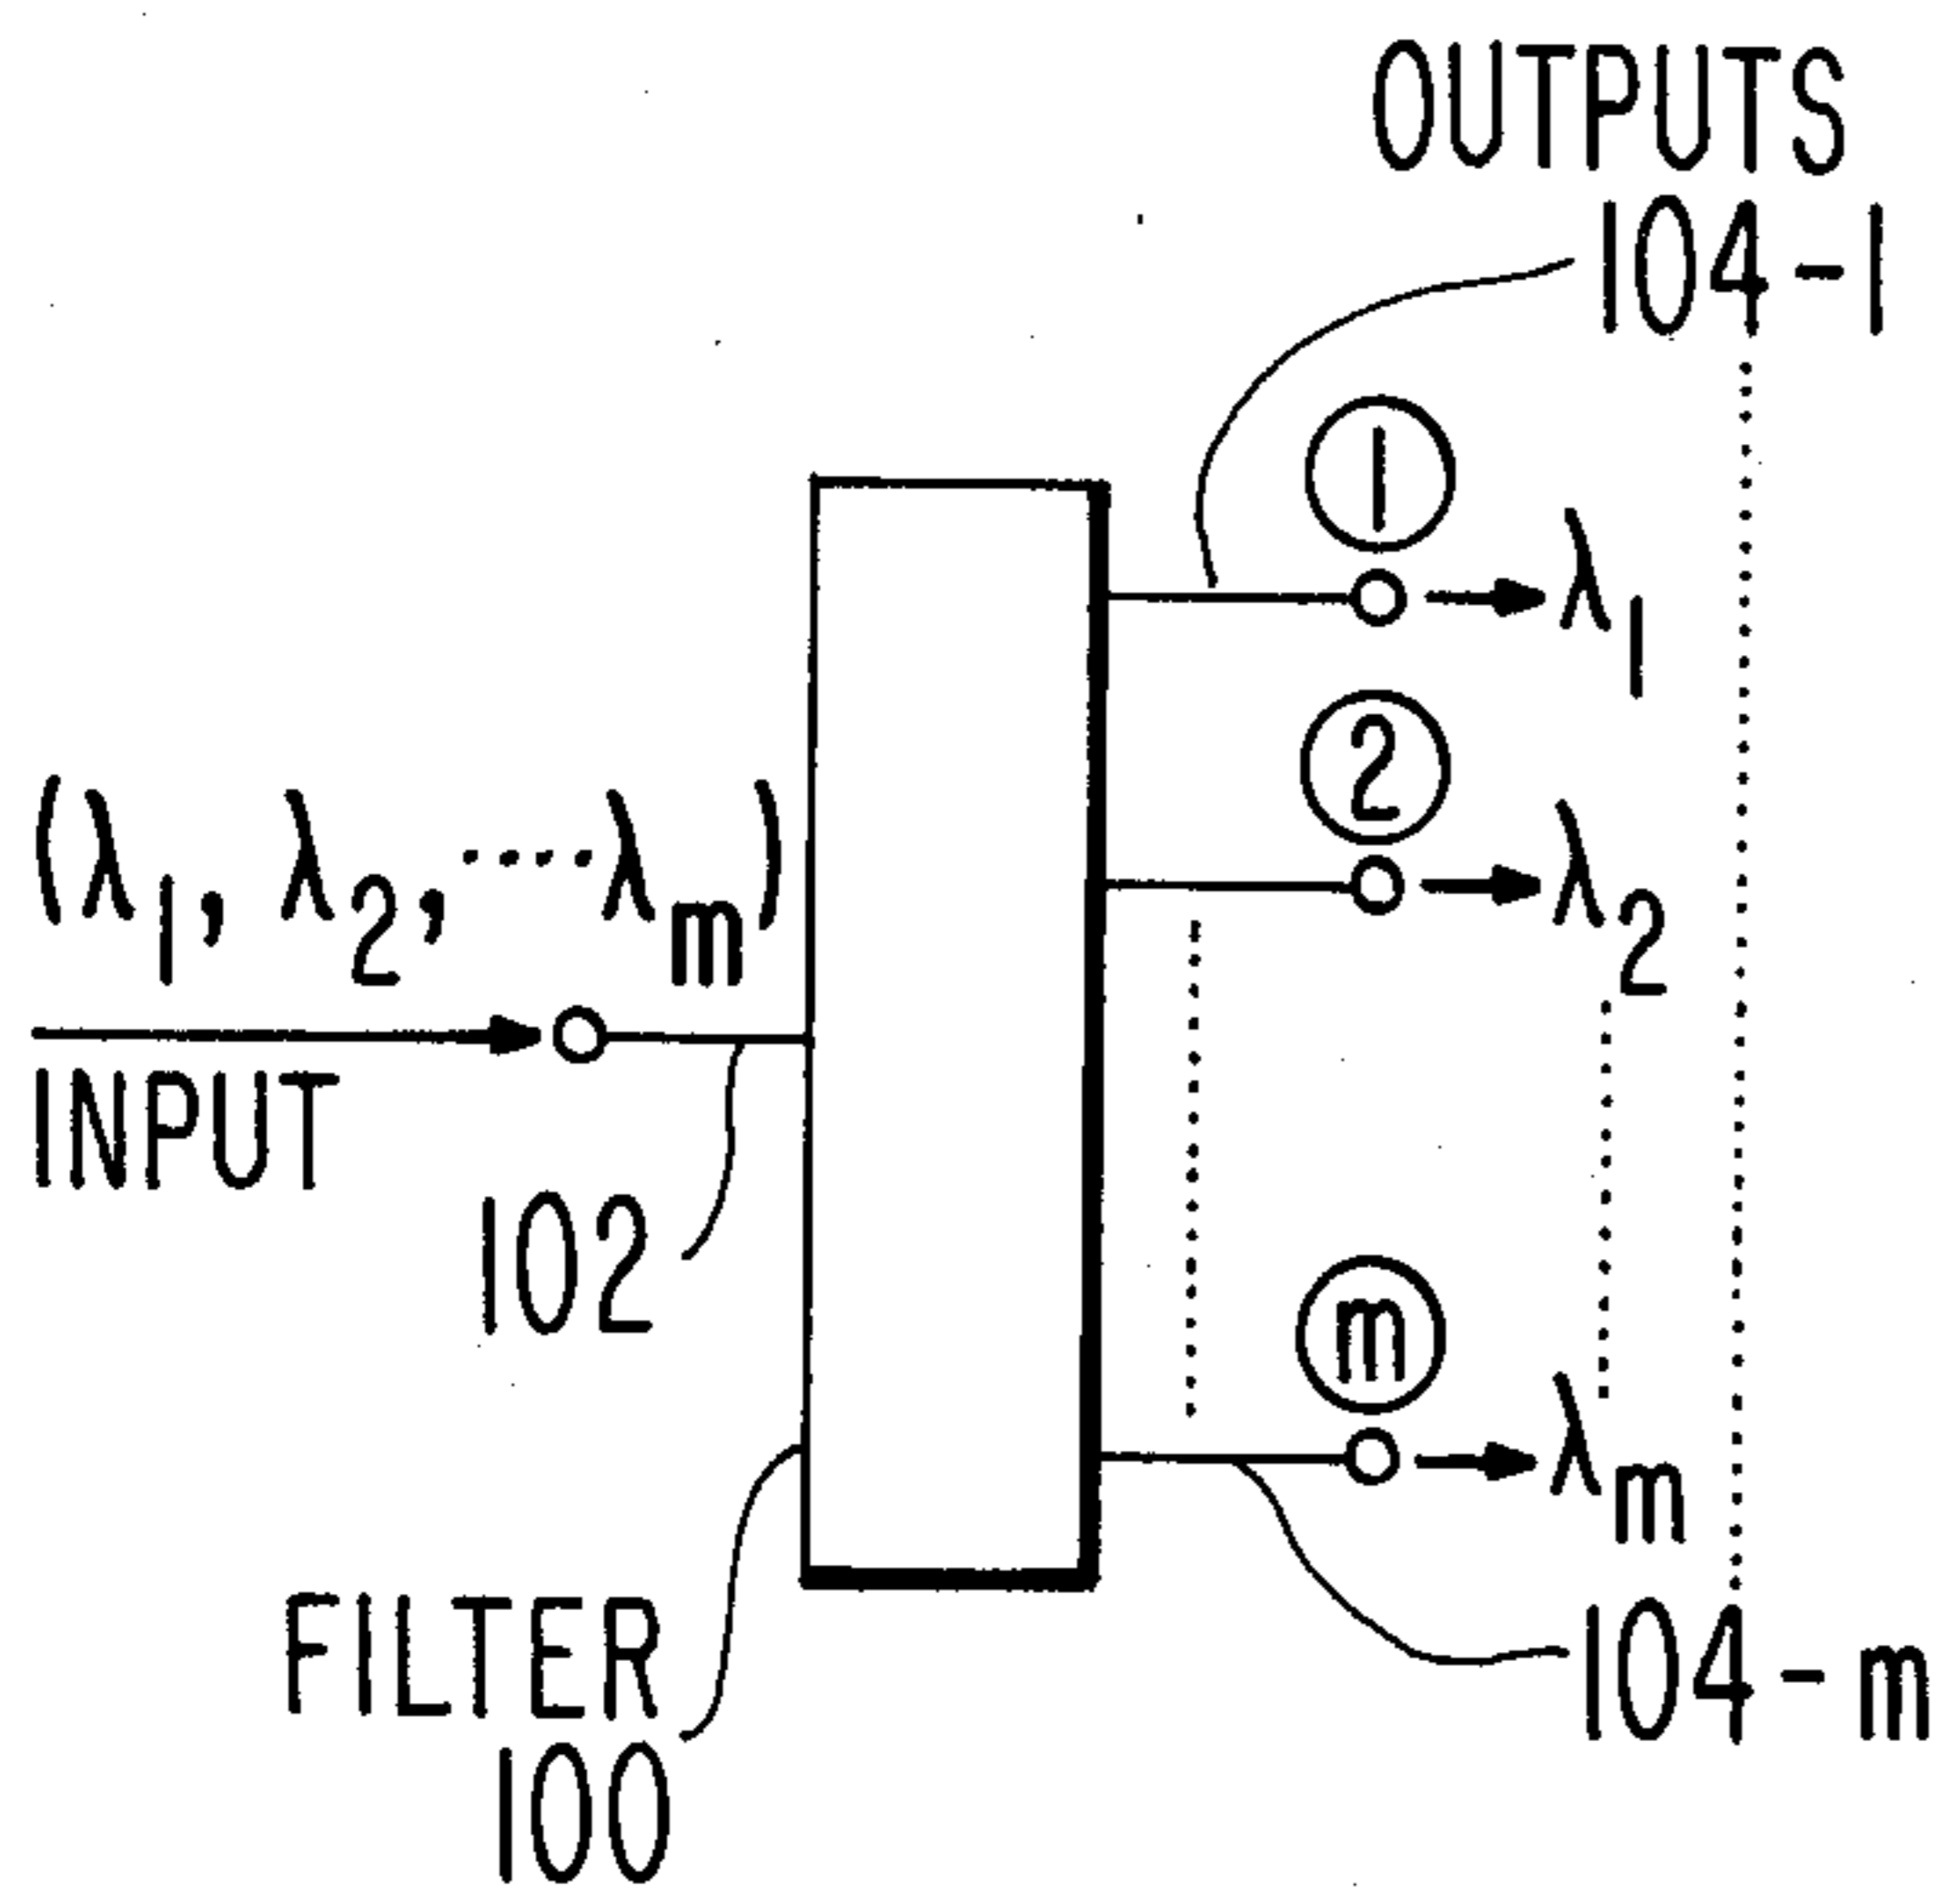 OUTPUTS
104-1
①
λ1
②
λ2
(λ1, λ2, ····λm)
INPUT
102
ⓜ
λm
FILTER
100
104-m